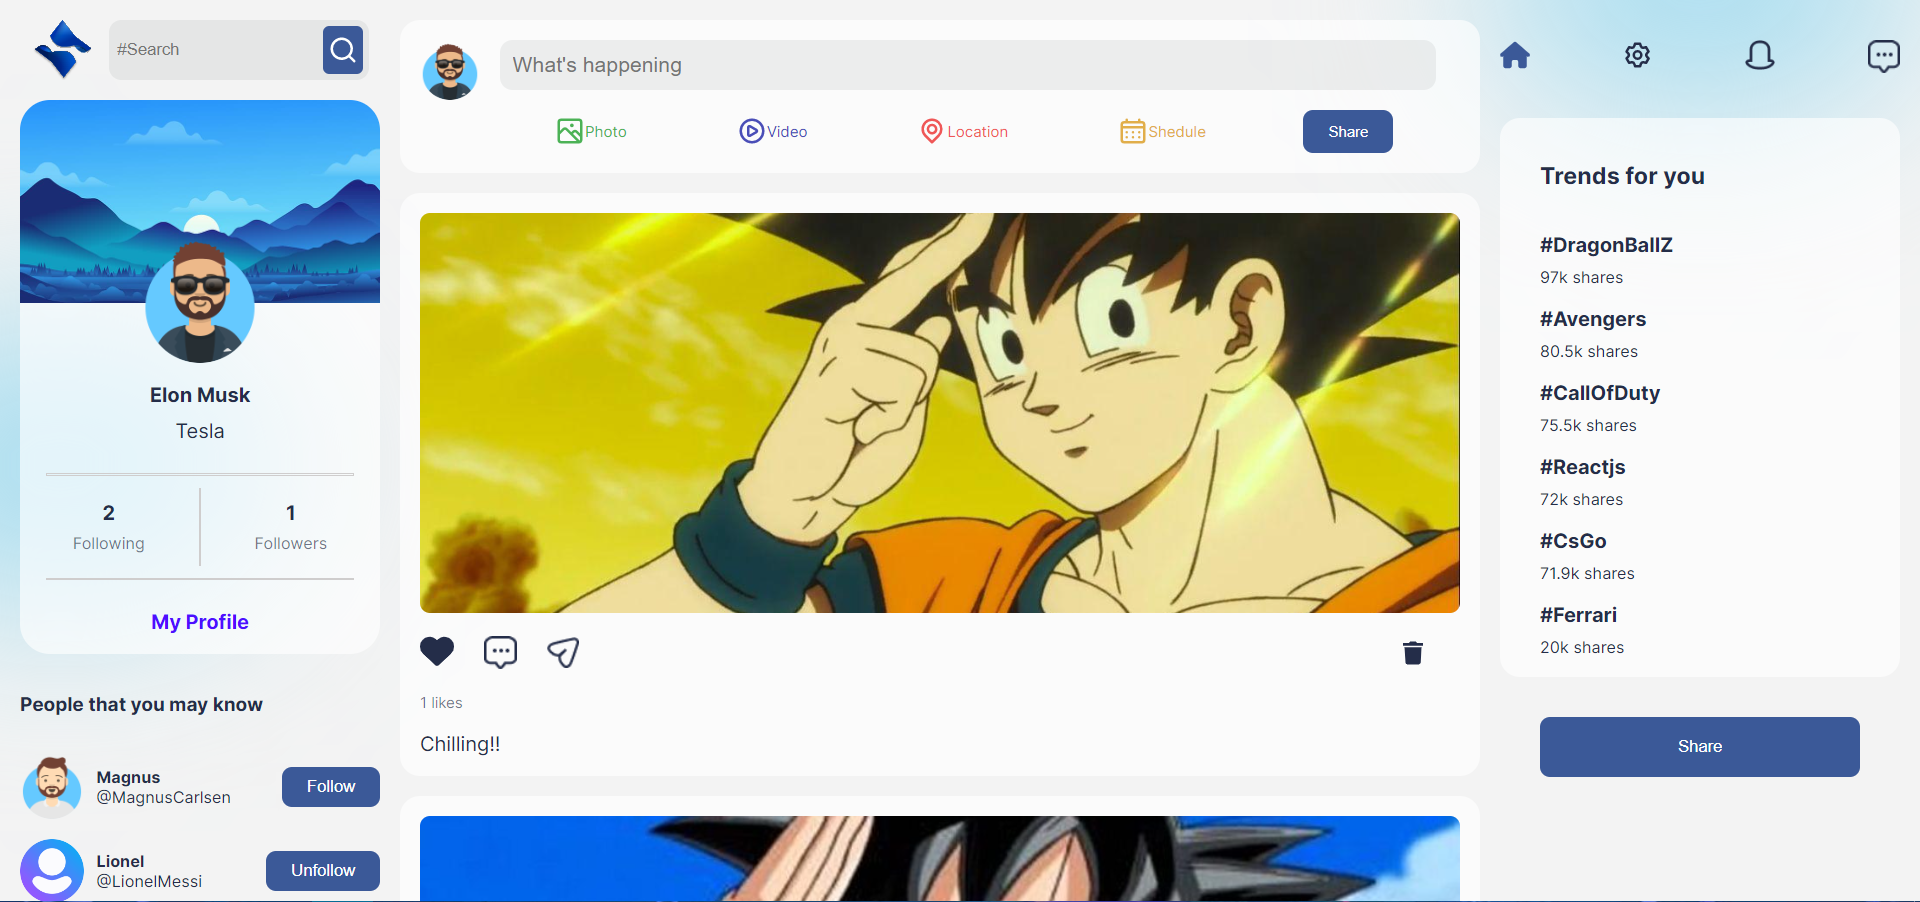 #Search
Elon Musk
Tesla
2
Following
1
Followers
My Profile
People that you may know
Magnus
@MagnusCarlsen
Follow
Lionel
@LionelMessi
Unfollow
What's happening
Photo
Video
Location
Shedule
Share
1 likes
Chilling!!
Trends for you
#DragonBallZ
97k shares
#Avengers
80.5k shares
#CallOfDuty
75.5k shares
#Reactjs
72k shares
#CsGo
71.9k shares
#Ferrari
20k shares
Share